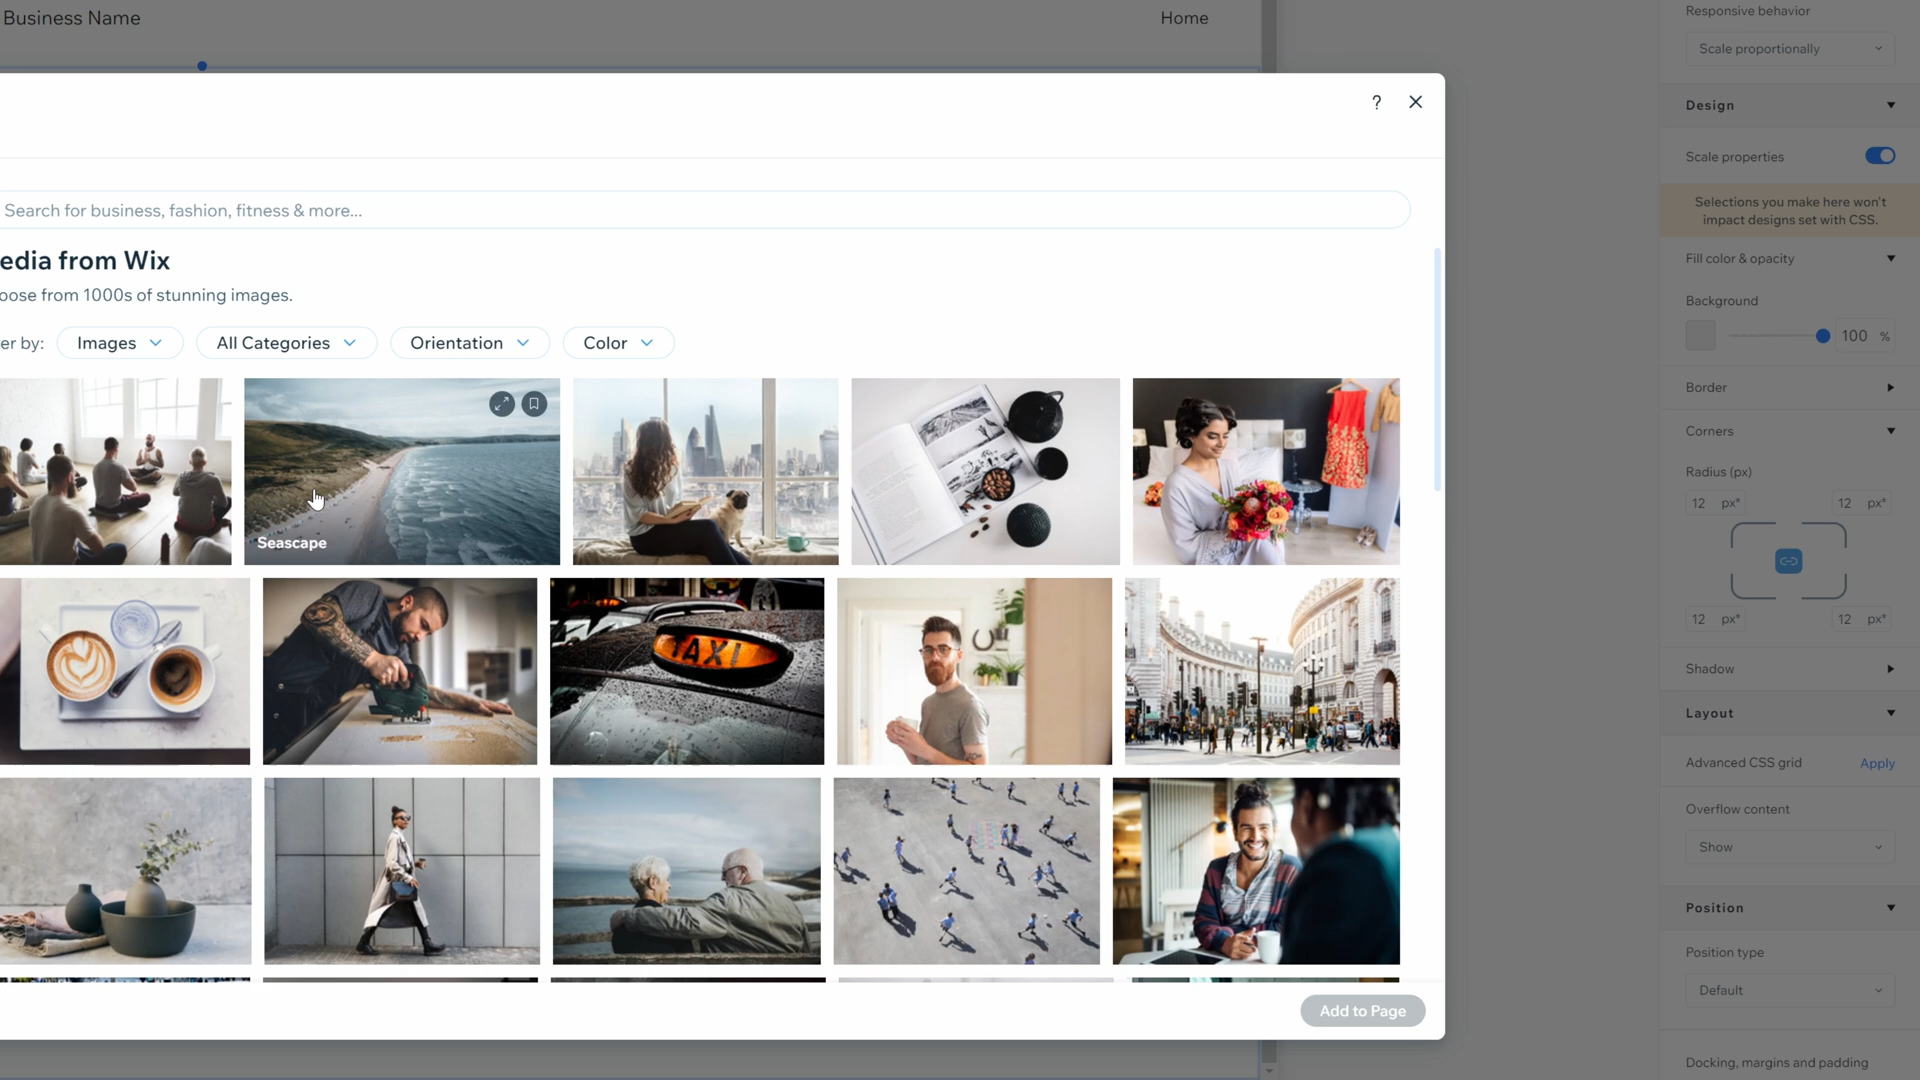 Business Name
Home
?
Search for business, fashion, fitness & more...
edia from Wix
oose from 1000s of stunning images.
er by:
Images
All Categories
Orientation
Color
Seascape
TAXI
Add to Page
Responsive behavior
Scale proportionally
Design
Scale properties
Selections you make here won't
impact designs set with CSS.
Fill color & opacity
Background
100 %
Border
Corners
Radius (px)
12 px*
12 px*
12 px*
12 px*
Shadow
Layout
Advanced CSS grid
Apply
Overflow content
Show
Position
Position type
Default
Docking, margins and padding